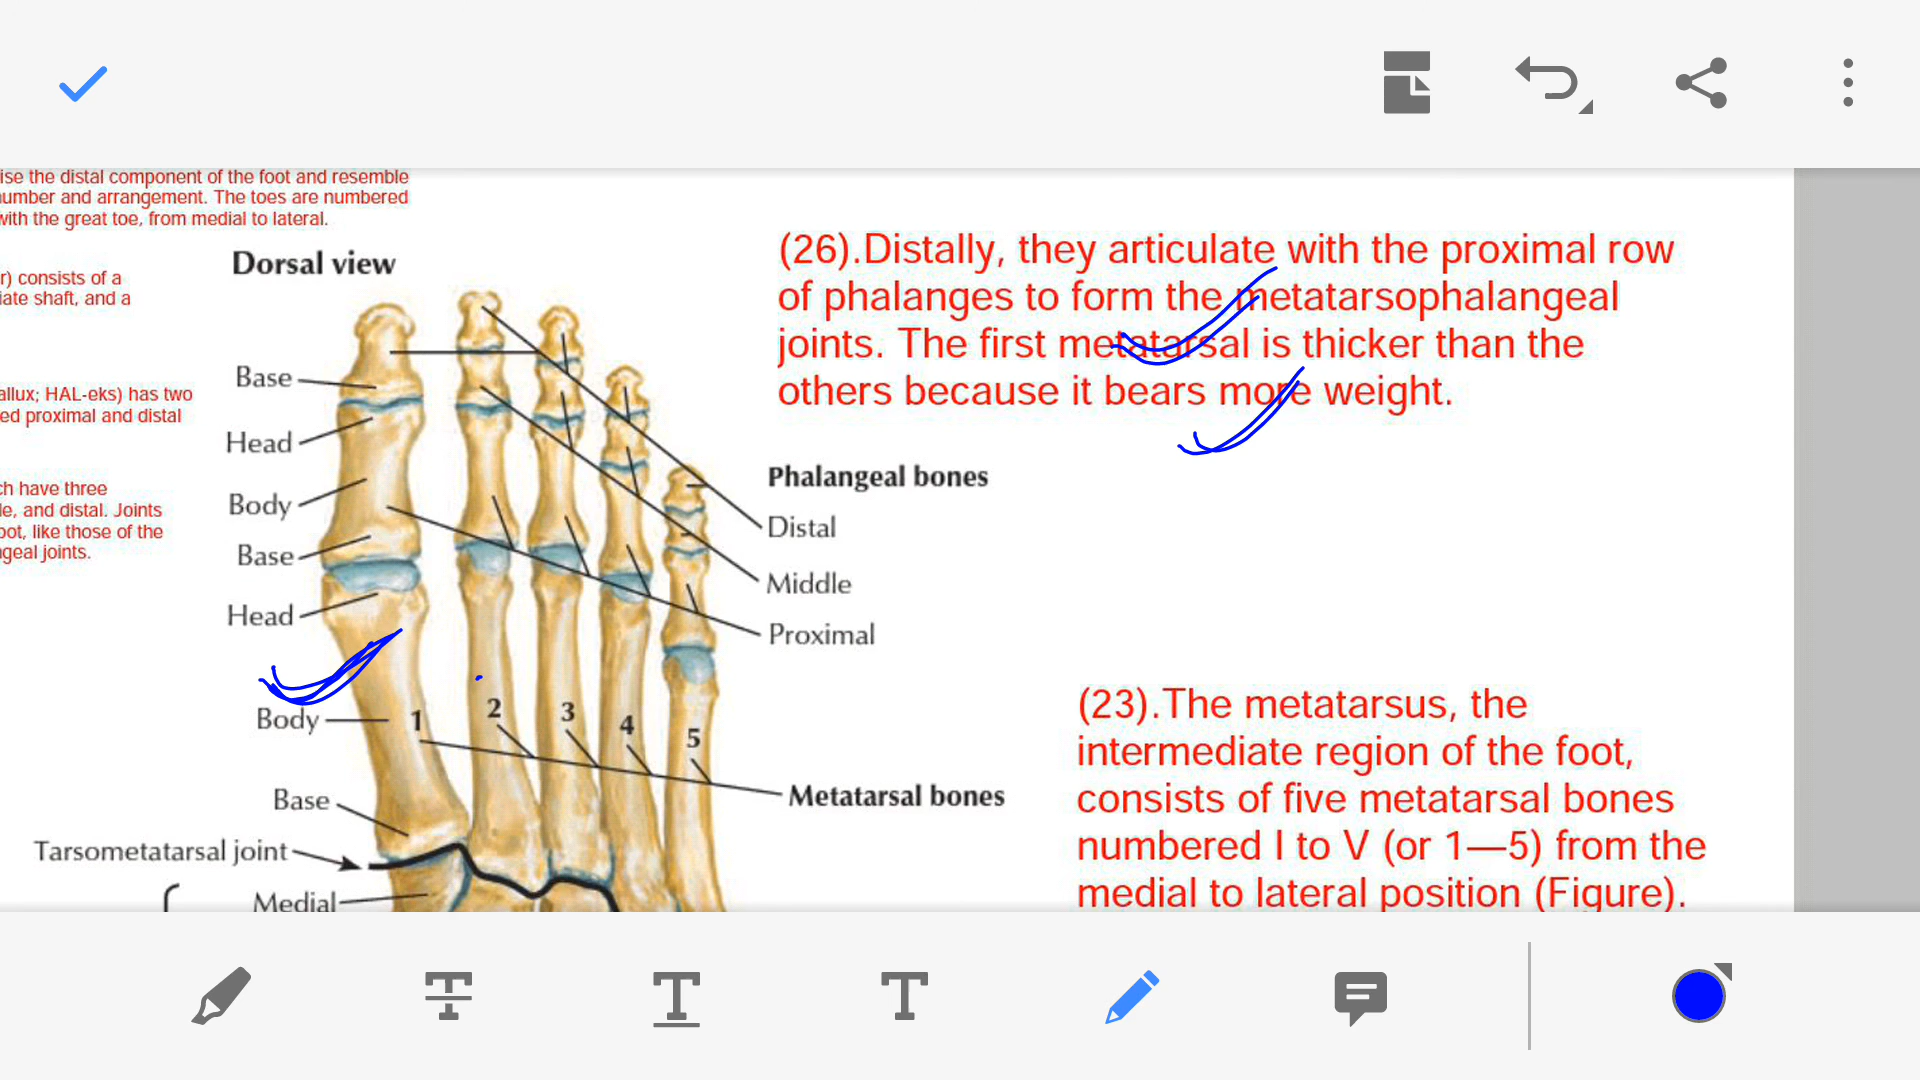 ise the distal component of the foot and resemble
umber and arrangement. The toes are numbered
with the great toe, from medial to lateral.
(26).Distally, they articulate with the proximal row
of phalanges to form the metatarsophalangeal
joints. The first metatarsal is thicker than the
others because it bears more weight.
Dorsal view
r) consists of a
iate shaft, and a
allux; HAL-eks) has two
ed proximal and distal
ch have three
le, and distal. Joints
oot, like those of the
ngeal joints.
Base
Head
Body
Base
Head
Body
Base
Tarsometatarsal joint
Medial
1
2
3
4
5
Phalangeal bones
Distal
Middle
Proximal
Metatarsal bones
(23).The metatarsus, the
intermediate region of the foot,
consists of five metatarsal bones
numbered I to V (or 1—5) from the
medial to lateral position (Figure).